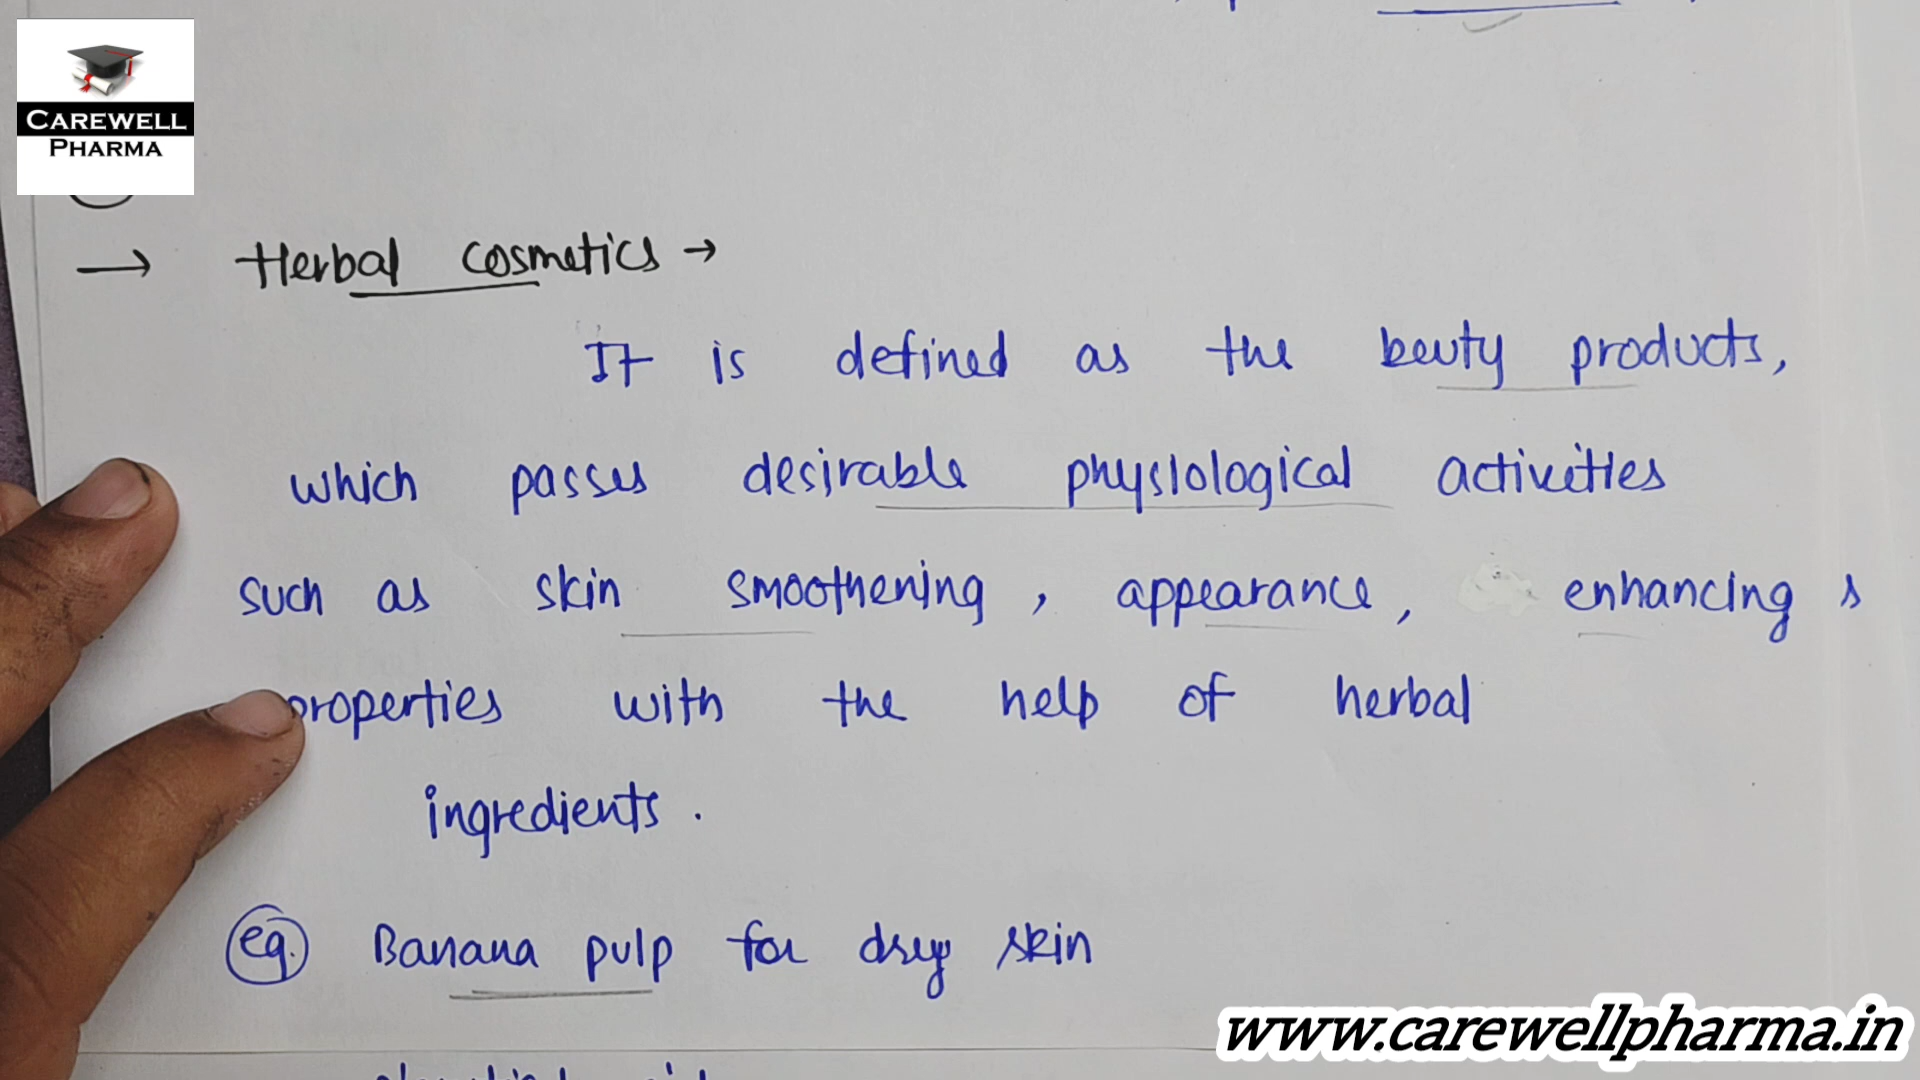 CAREWELL
PHARMA
→ Herbal cosmetics →
It is defined as the beuty products,
which passes desirable physiological activities
such as skin smoothening, appearance, enhancing
properties with the help of herbal
ingredients.
eg. Banana pulp for dry skin
www.carewellpharma.in